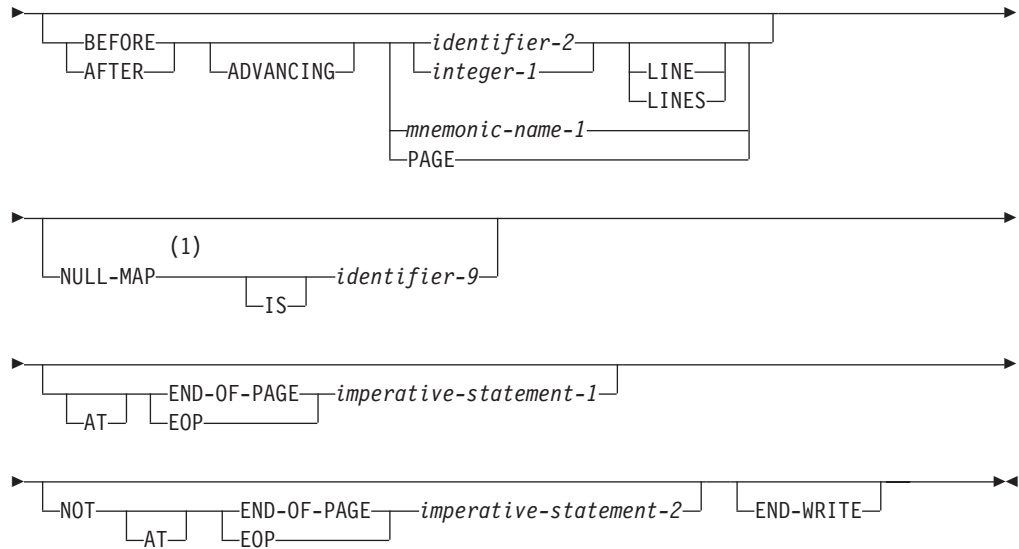 BEFORE identifier-2
AFTER ADVANCING integer-1 LINE
LINES
mnemonic-name-1
PAGE
(1)
NULL-MAP identifier-9
IS
END-OF-PAGE imperative-statement-1
AT EOP
NOT END-OF-PAGE imperative-statement-2 END-WRITE
AT EOP